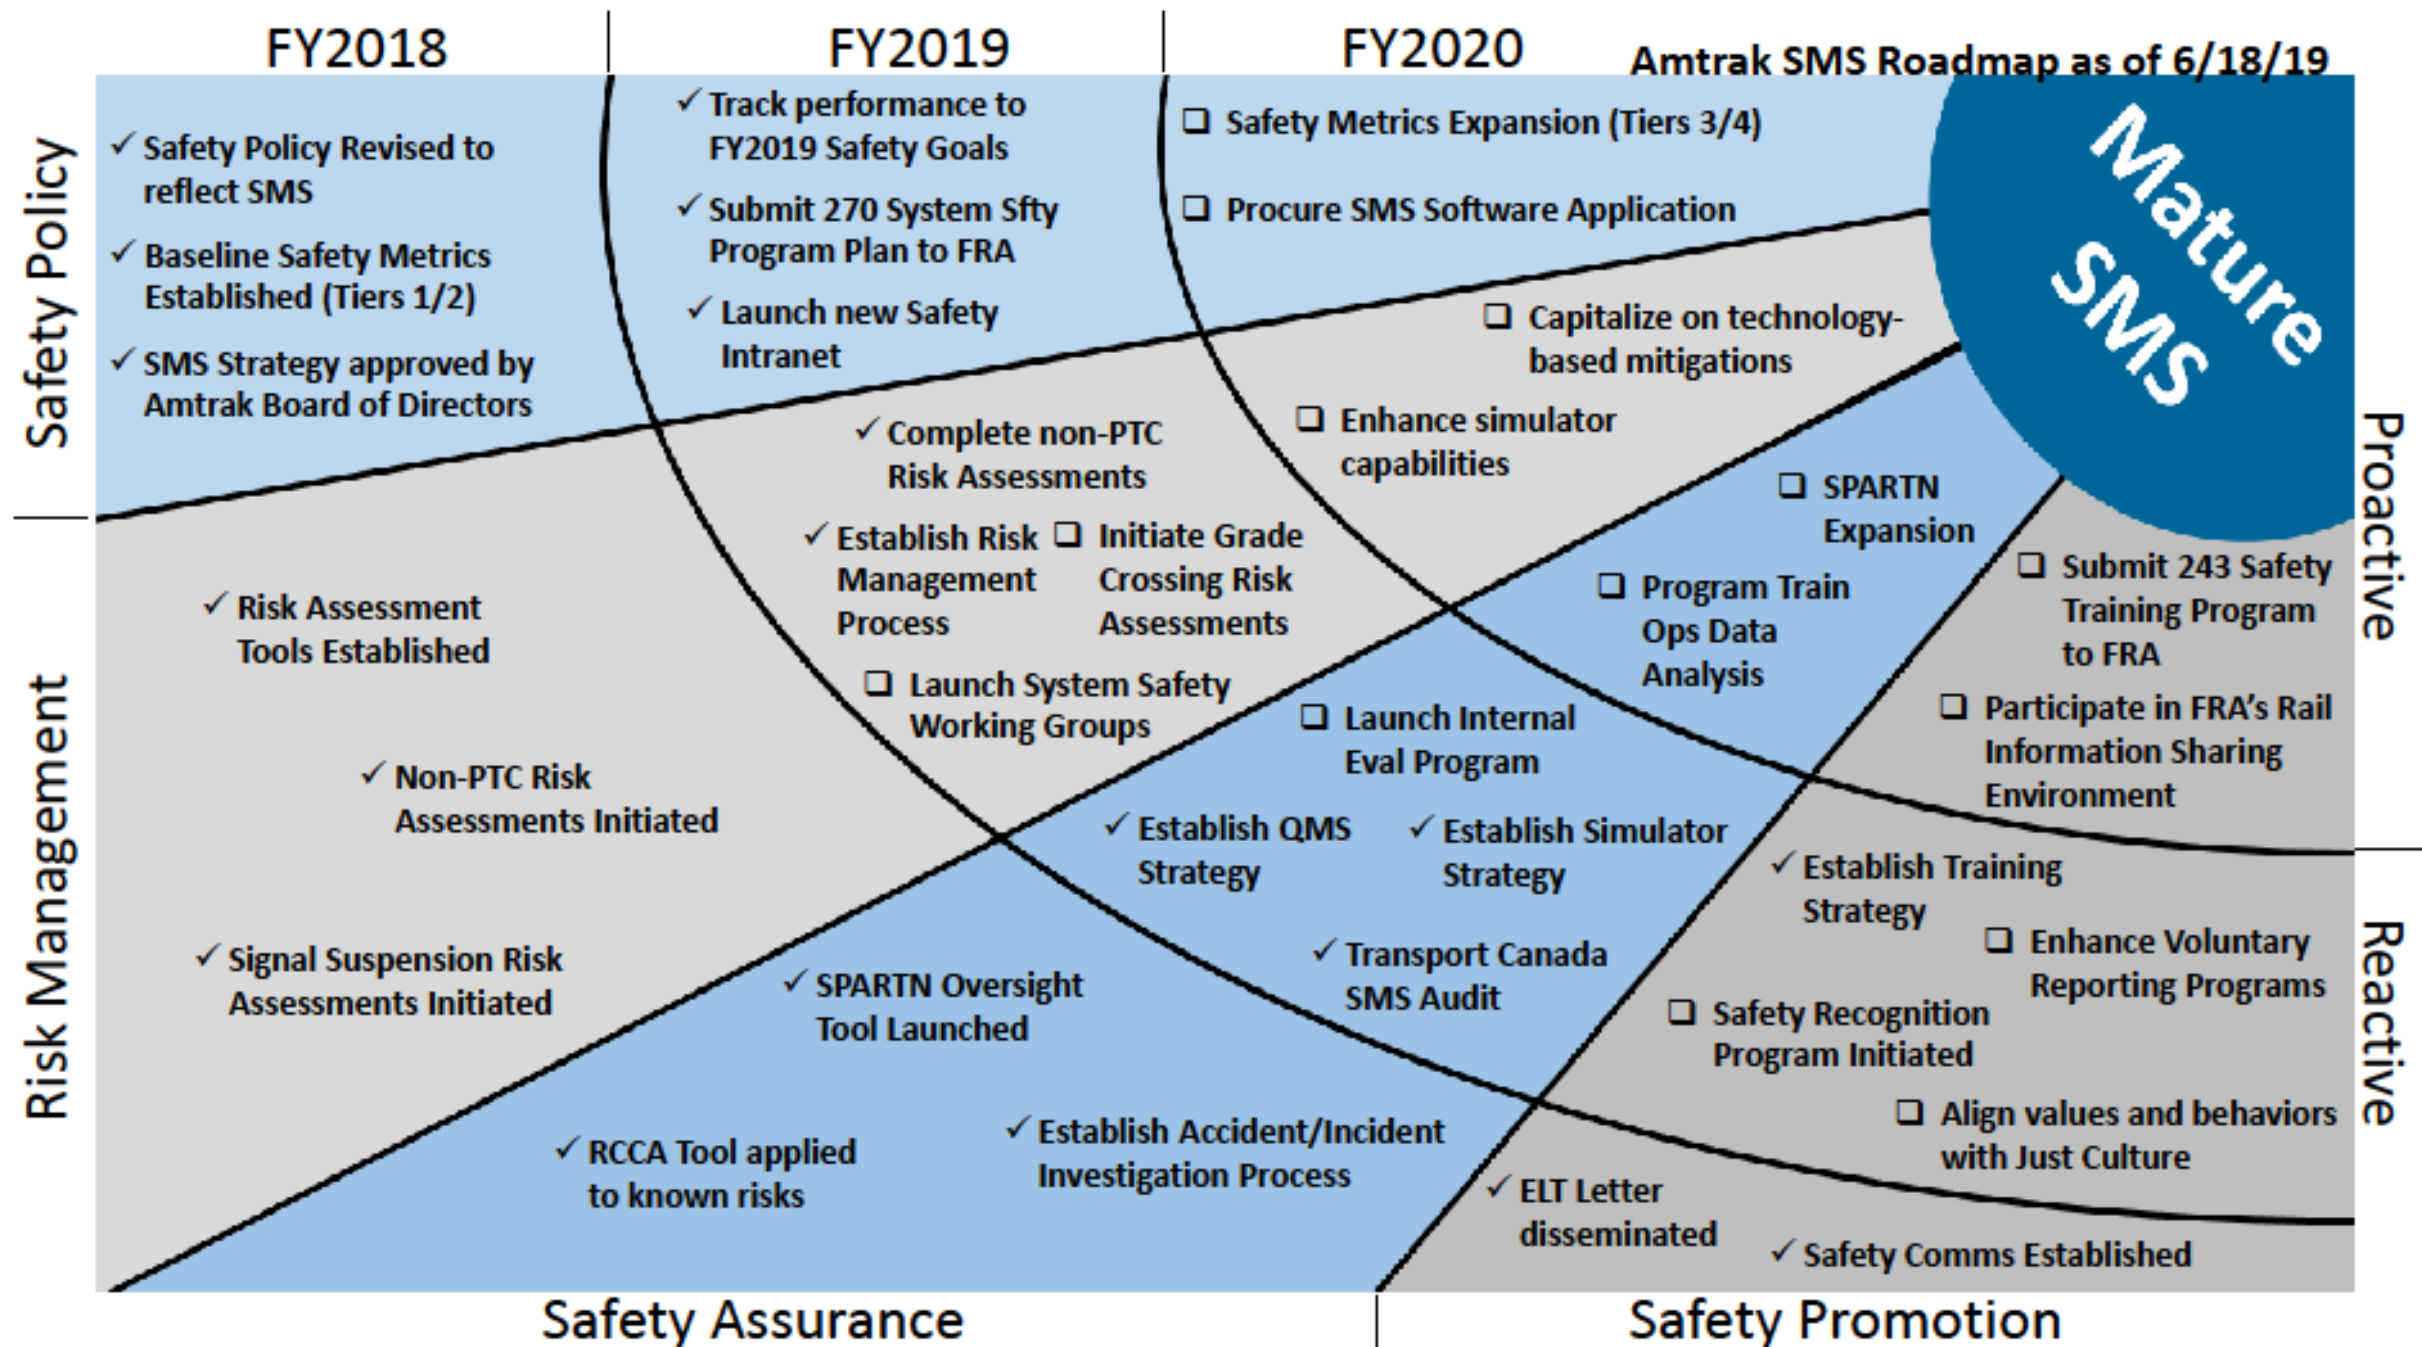 FY2018
FY2019
FY2020
Amtrak SMS Roadmap as of 6/18/19
Safety Policy
✓ Safety Policy Revised to
reflect SMS
✓ Baseline Safety Metrics
Established (Tiers 1/2)
✓ SMS Strategy approved by
Amtrak Board of Directors
✓ Track performance to
FY2019 Safety Goals
✓ Submit 270 System Sfty
Program Plan to FRA
✓ Launch new Safety
Intranet
❑ Safety Metrics Expansion (Tiers 3/4)
❑ Procure SMS Software Application
Mature
SMS
Risk Management
✓ Risk Assessment
Tools Established
✓ Non-PTC Risk
Assessments Initiated
✓ Signal Suspension Risk
Assessments Initiated
✓ Complete non-PTC
Risk Assessments
✓ Establish Risk
Management
Process
❑ Initiate Grade
Crossing Risk
Assessments
❑ Launch System Safety
Working Groups
❑ Capitalize on technology-
based mitigations
❑ Enhance simulator
capabilities
✓ RCCA Tool applied
to known risks
✓ SPARTN Oversight
Tool Launched
✓ Establish Accident/Incident
Investigation Process
❑ Launch Internal
Eval Program
✓ Establish QMS
Strategy
✓ Establish Simulator
Strategy
✓ Transport Canada
SMS Audit
❑ SPARTN
Expansion
❑ Program Train
Ops Data
Analysis
✓ ELT Letter
disseminated
✓ Safety Comms Established
✓ Establish Training
Strategy
❑ Enhance Voluntary
Reporting Programs
❑ Safety Recognition
Program Initiated
❑ Align values and behaviors
with Just Culture
❑ Submit 243 Safety
Training Program
to FRA
❑ Participate in FRA's Rail
Information Sharing
Environment
Proactive
Reactive
Safety Assurance
Safety Promotion